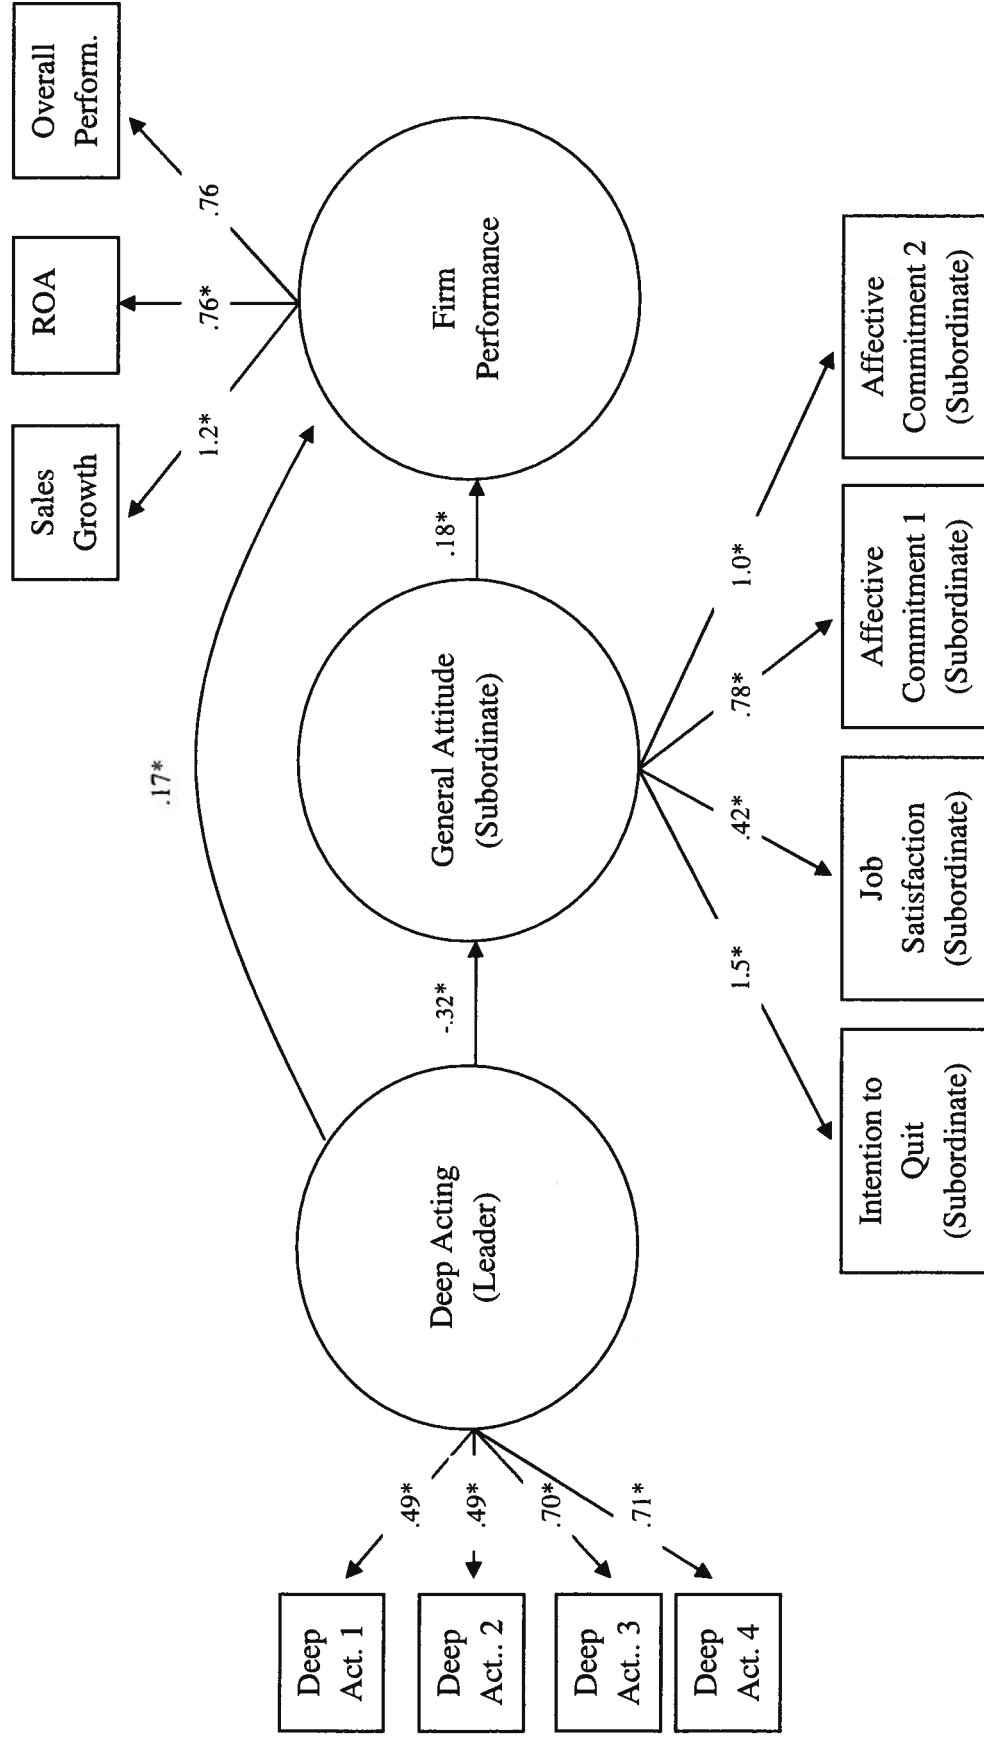 Sales
Growth
ROA
Overall
Perform.
1.2*
.76*
.76
.17*
Deep Acting
(Leader)
-.32*
General Attitude
(Subordinate)
.18*
Firm
Performance
Deep
Act. 1
Deep
Act.. 2
Deep
Act.. 3
Deep
Act. 4
.49*
.49*
.70*
.71*
1.5*
.42*
.78*
1.0*
Intention to
Quit
(Subordinate)
Job
Satisfaction
(Subordinate)
Affective
Commitment 1
(Subordinate)
Affective
Commitment 2
(Subordinate)